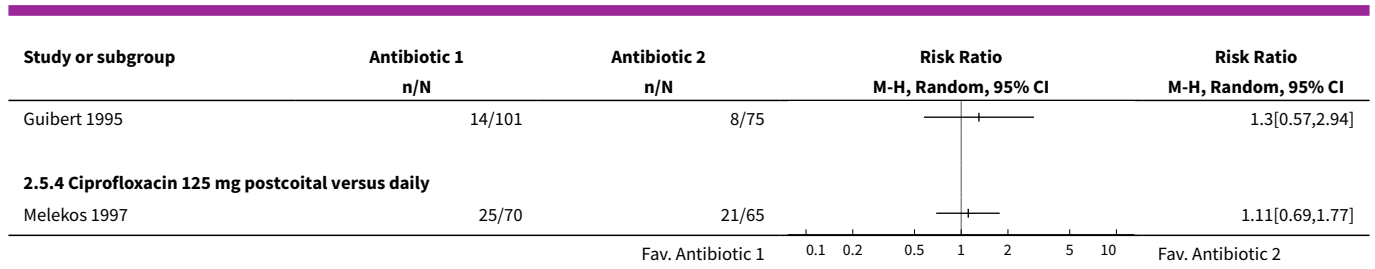 Study or subgroup Antibiotic 1 Antibiotic 2 Risk Ratio Risk Ratio
n/N n/N M-H, Random, 95% CI M-H, Random, 95% CI
Guibert 1995 14/101 8/75 1.3[0.57,2.94]
2.5.4 Ciprofloxacin 125 mg postcoital versus daily
Melekos 1997 25/70 21/65 1.11[0.69,1.77]
Fav. Antibiotic 1 0.1 0.2 0.5 1 2 5 10 Fav. Antibiotic 2